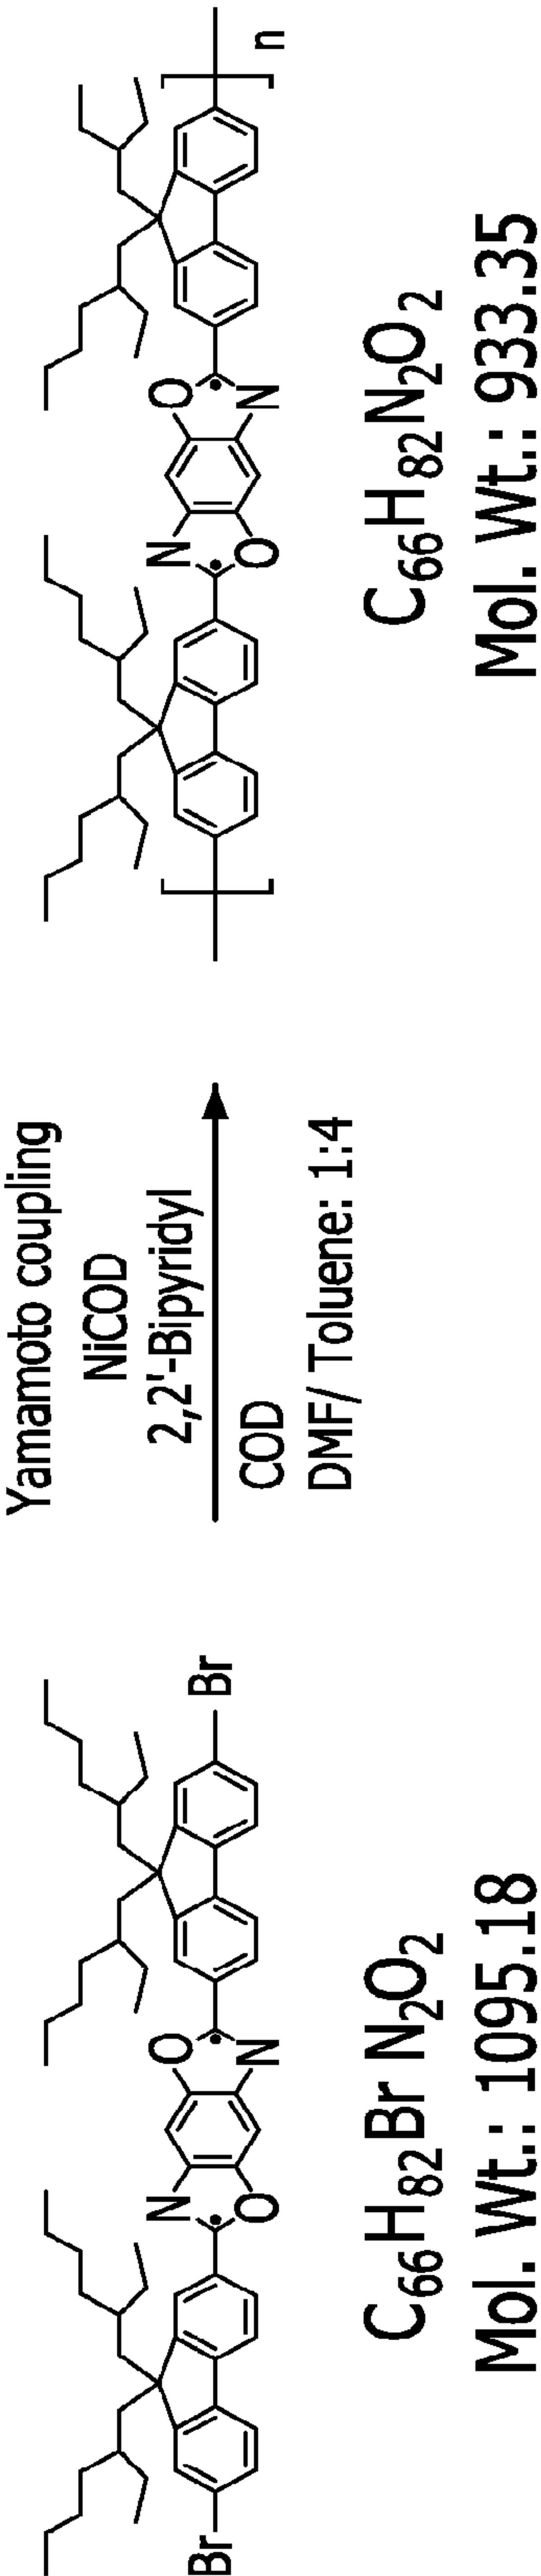 Br
N
O
O
N
Br
C66H82Br N2O2
Mol. Wt.: 1095.18
Yamamoto coupling
NiCOD
2,2'-Bipyridyl
COD
DMF/ Toluene: 1:4
N
O
O
N
n
C66H82N2O2
Mol. Wt.: 933.35